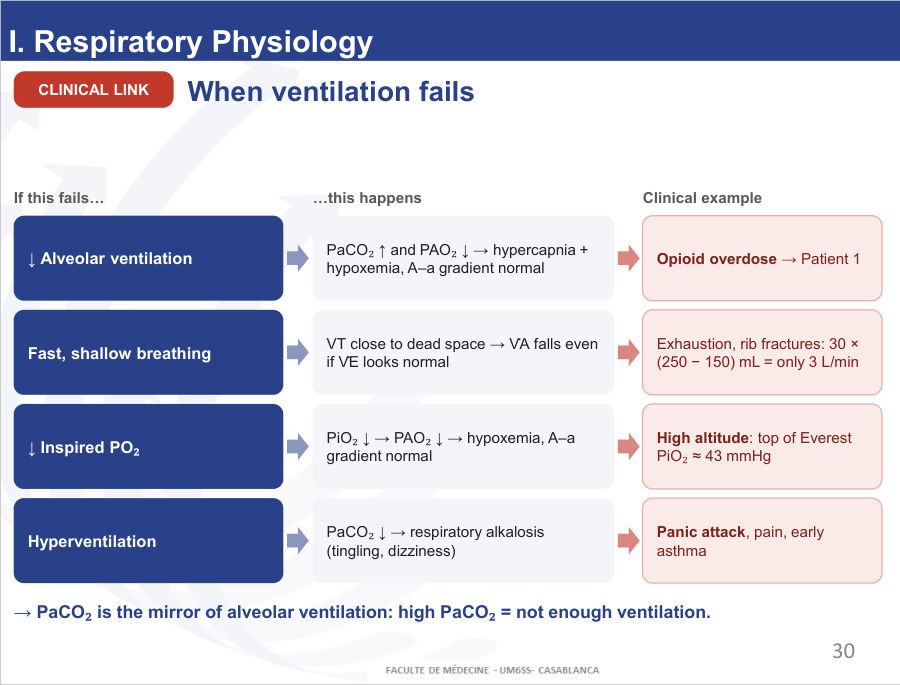 I. Respiratory Physiology
CLINICAL LINK
When ventilation fails
If this fails…
…this happens
Clinical example
↓ Alveolar ventilation
PaCO₂ ↑ and PAO₂ ↓ → hypercapnia +
hypoxemia, A–a gradient normal
Opioid overdose → Patient 1
Fast, shallow breathing
VT close to dead space → V̇A falls even
if V̇E looks normal
Exhaustion, rib fractures: 30 ×
(250 − 150) mL = only 3 L/min
↓ Inspired PO₂
PiO₂ ↓ → PAO₂ ↓ → hypoxemia, A–a
gradient normal
High altitude: top of Everest
PiO₂ ≈ 43 mmHg
Hyperventilation
PaCO₂ ↓ → respiratory alkalosis
(tingling, dizziness)
Panic attack, pain, early
asthma
→ PaCO₂ is the mirror of alveolar ventilation: high PaCO₂ = not enough ventilation.
30
FACULTE DE MÉDECINE - UM6SS- CASABLANCA